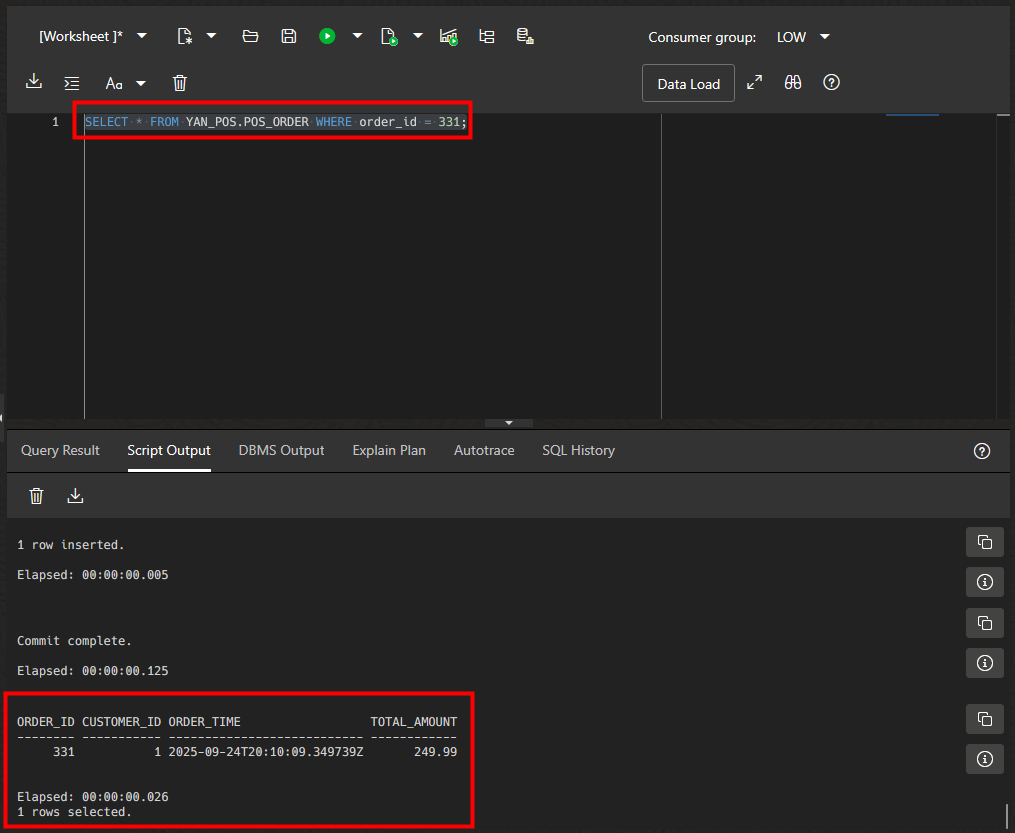 [Worksheet ]*
Consumer group: LOW
Aa
Data Load
1 SELECT * FROM YAN_POS.POS_ORDER WHERE order_id = 331;
Query Result Script Output DBMS Output Explain Plan Autotrace SQL History
1 row inserted.
Elapsed: 00:00:00.005
Commit complete.
Elapsed: 00:00:00.125
ORDER_ID CUSTOMER_ID ORDER_TIME TOTAL_AMOUNT
-------- ----------- --------------------------- ------------
331 1 2025-09-24T20:10:09.349739Z 249.99
Elapsed: 00:00:00.026
1 rows selected.